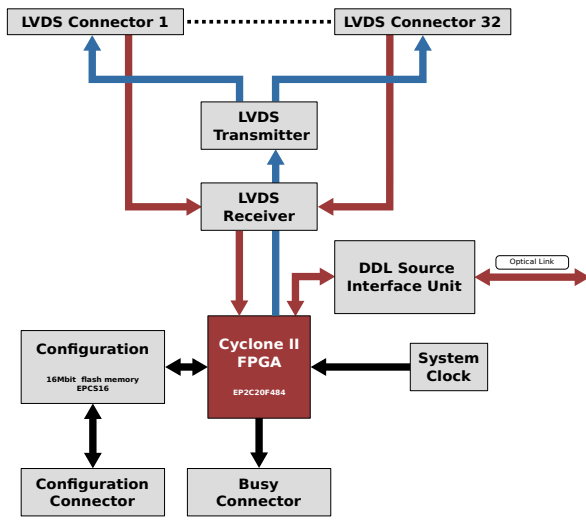 LVDS Connector 1
LVDS Connector 32
LVDS
Transmitter
LVDS
Receiver
DDL Source
Interface Unit
Optical Link
Cyclone II
FPGA
EP2C20F484
Configuration
16Mbit flash memory
EPCS16
System
Clock
Configuration
Connector
Busy
Connector